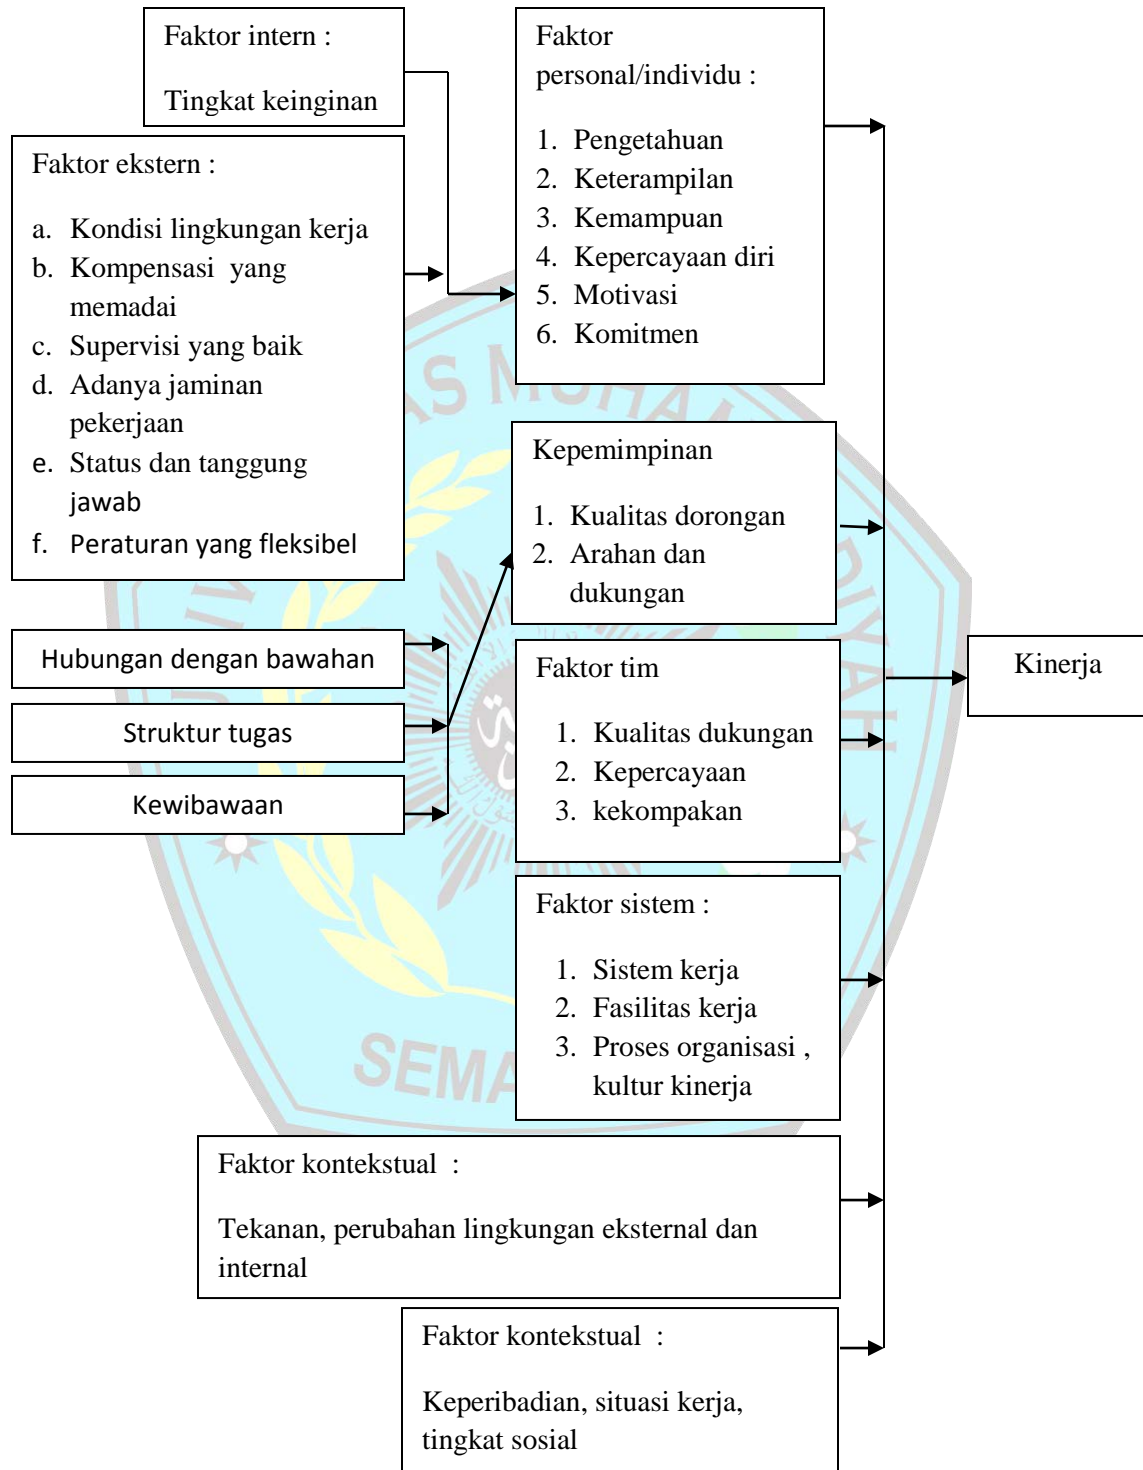 Faktor intern :
Tingkat keinginan
Faktor ekstern :
a. Kondisi lingkungan kerja
b. Kompensasi yang
memadai
c. Supervisi yang baik
d. Adanya jaminan
pekerjaan
e. Status dan tanggung
jawab
f. Peraturan yang fleksibel
Hubungan dengan bawahan
Struktur tugas
Kewibawaan
Faktor
personal/individu :
1. Pengetahuan
2. Keterampilan
3. Kemampuan
4. Kepercayaan diri
5. Motivasi
6. Komitmen
Kepemimpinan
1. Kualitas dorongan
2. Arahan dan
dukungan
Faktor tim
1. Kualitas dukungan
2. Kepercayaan
3. kekompakan
Faktor sistem :
1. Sistem kerja
2. Fasilitas kerja
3. Proses organisasi ,
kultur kinerja
Faktor kontekstual :
Tekanan, perubahan lingkungan eksternal dan
internal
Faktor kontekstual :
Keperibadian, situasi kerja,
tingkat sosial
Kinerja